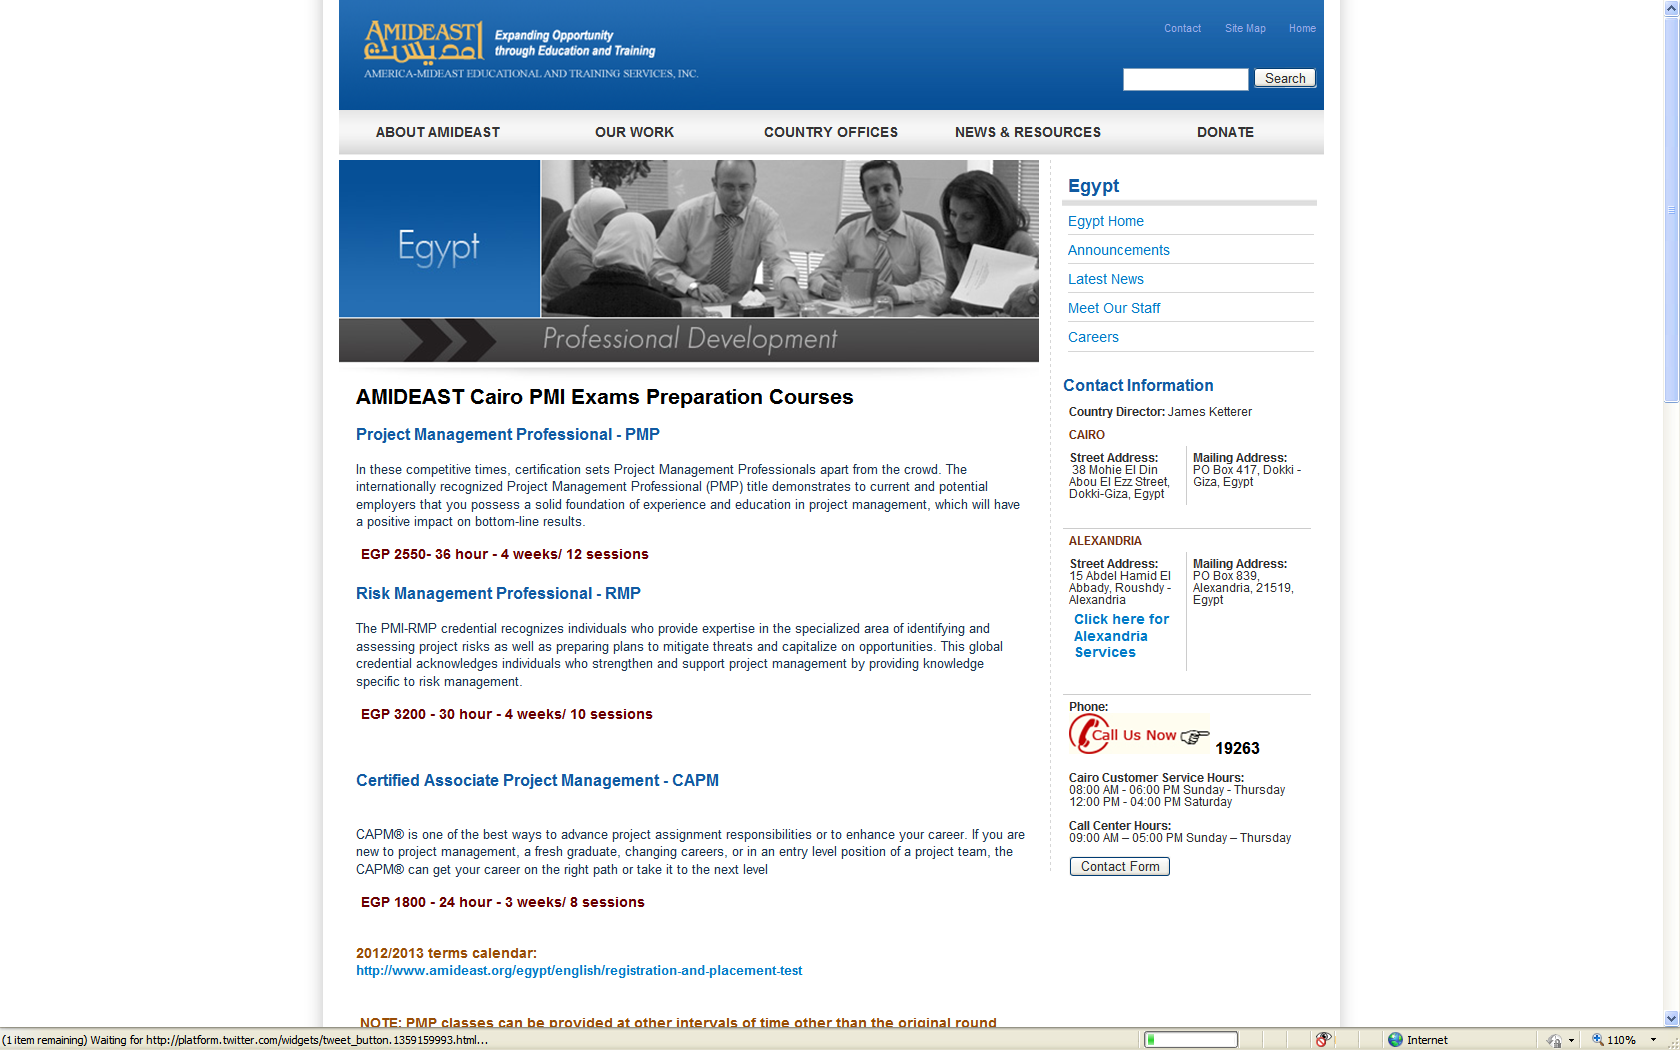 AMIDEAST
امديست
Expanding Opportunity
through Education and Training
AMERICA-MIDEAST EDUCATIONAL AND TRAINING SERVICES, INC.
Contact Site Map Home
Search
ABOUT AMIDEAST OUR WORK COUNTRY OFFICES NEWS & RESOURCES DONATE
Egypt
Professional Development
AMIDEAST Cairo PMI Exams Preparation Courses
Project Management Professional - PMP
In these competitive times, certification sets Project Management Professionals apart from the crowd. The
internationally recognized Project Management Professional (PMP) title demonstrates to current and potential
employers that you possess a solid foundation of experience and education in project management, which will have
a positive impact on bottom-line results.
EGP 2550- 36 hour - 4 weeks/ 12 sessions
Risk Management Professional - RMP
The PMI-RMP credential recognizes individuals who provide expertise in the specialized area of identifying and
assessing project risks as well as preparing plans to mitigate threats and capitalize on opportunities. This global
credential acknowledges individuals who strengthen and support project management by providing knowledge
specific to risk management.
EGP 3200 - 30 hour - 4 weeks/ 10 sessions
Certified Associate Project Management - CAPM
CAPM® is one of the best ways to advance project assignment responsibilities or to enhance your career. If you are
new to project management, a fresh graduate, changing careers, or in an entry level position of a project team, the
CAPM® can get your career on the right path or take it to the next level
EGP 1800 - 24 hour - 3 weeks/ 8 sessions
2012/2013 terms calendar:
http://www.amideast.org/egypt/english/registration-and-placement-test
NOTE: PMP classes can be provided at other intervals of time other than the original round
Egypt
Egypt Home
Announcements
Latest News
Meet Our Staff
Careers
Contact Information
Country Director: James Ketterer
CAIRO
Street Address:
38 Mohie El Din
Abou El Ezz Street,
Dokki-Giza, Egypt
Mailing Address:
PO Box 417, Dokki -
Giza, Egypt
ALEXANDRIA
Street Address:
15 Abdel Hamid El
Abbady, Roushdy -
Alexandria
Click here for
Alexandria
Services
Mailing Address:
PO Box 839,
Alexandria, 21519,
Egypt
Phone:
Call Us Now 19263
Cairo Customer Service Hours:
08:00 AM - 06:00 PM Sunday - Thursday
12:00 PM - 04:00 PM Saturday
Call Center Hours:
09:00 AM – 05:00 PM Sunday – Thursday
Contact Form
(1 item remaining) Waiting for http://platform.twitter.com/widgets/tweet_button.1359159993.html... Internet 110%